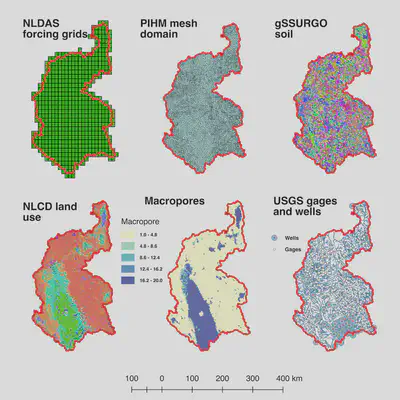 NLDAS
forcing grids
PIHM mesh
domain
gSSURGO
soil
NLCD land
use
Macropores
Macropore
1.0 - 4.8
4.8 - 8.6
8.6 - 12.4
12.4 - 16.2
16.2 - 20.0
USGS gages
and wells
Wells
Gages
100 0 100 200 400 km